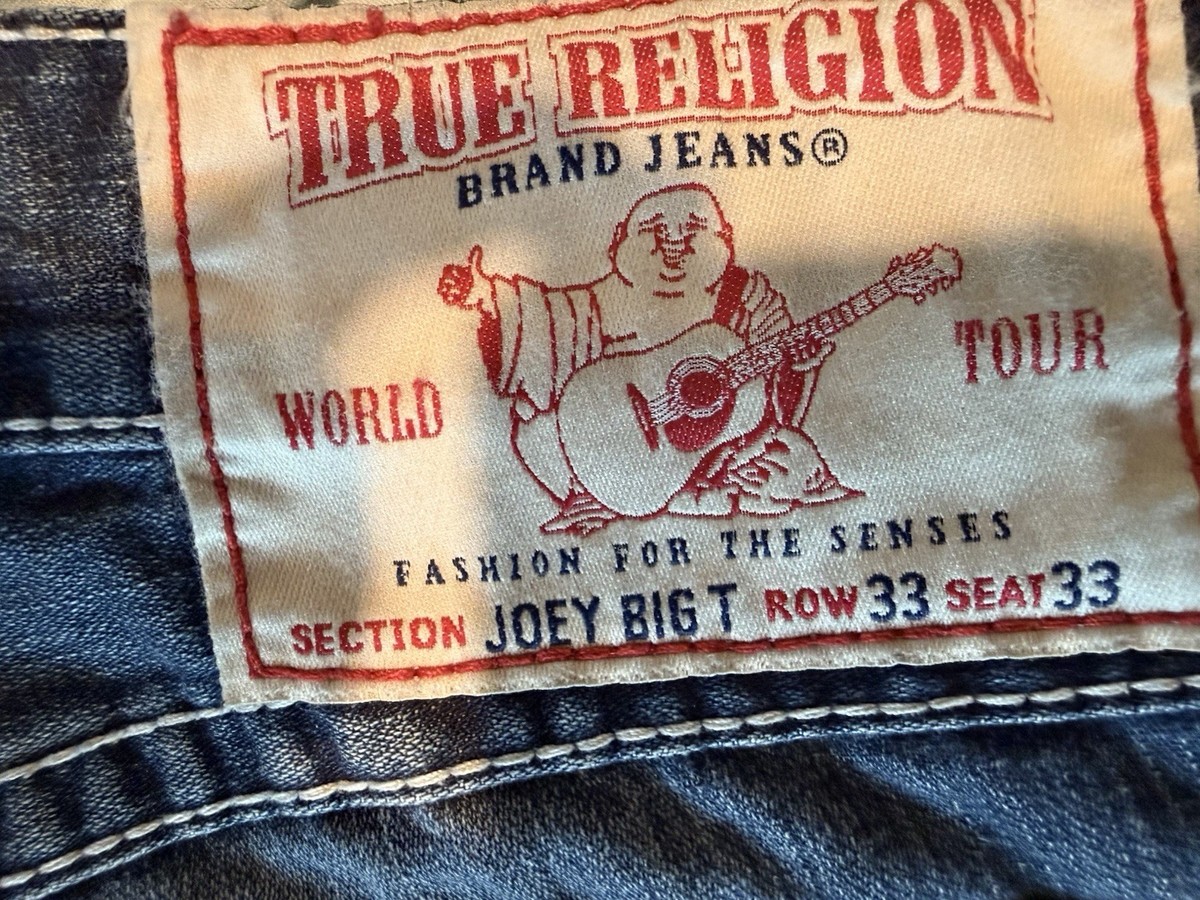 TRUE RELIGION
BRAND JEANS®
WORLD TOUR
FASHION FOR THE SENSES
SECTION JOEY BIG T ROW 33 SEAT 33